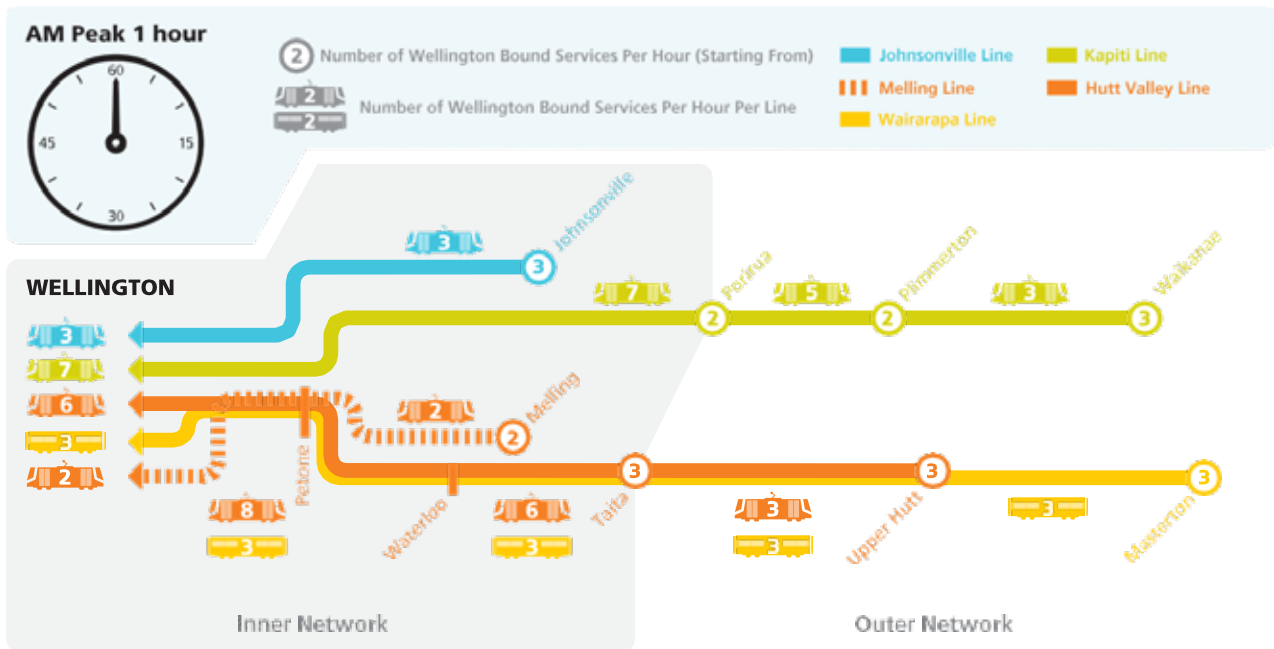 AM Peak 1 hour
60
45
15
30
2 Number of Wellington Bound Services Per Hour (Starting From)
2
2
Number of Wellington Bound Services Per Hour Per Line
Johnsonville Line
Kapiti Line
Melling Line
Hutt Valley Line
Wairarapa Line
WELLINGTON
3
7
6
3
2
3
3
Johnsonville
7
2
Porirua
5
2
Plimmerton
3
3
Waikanae
2
2
Melling
Petone
8
3
Waterloo
6
3
3
Taita
3
3
3
Upper Hutt
3
3
Masterton
Inner Network
Outer Network